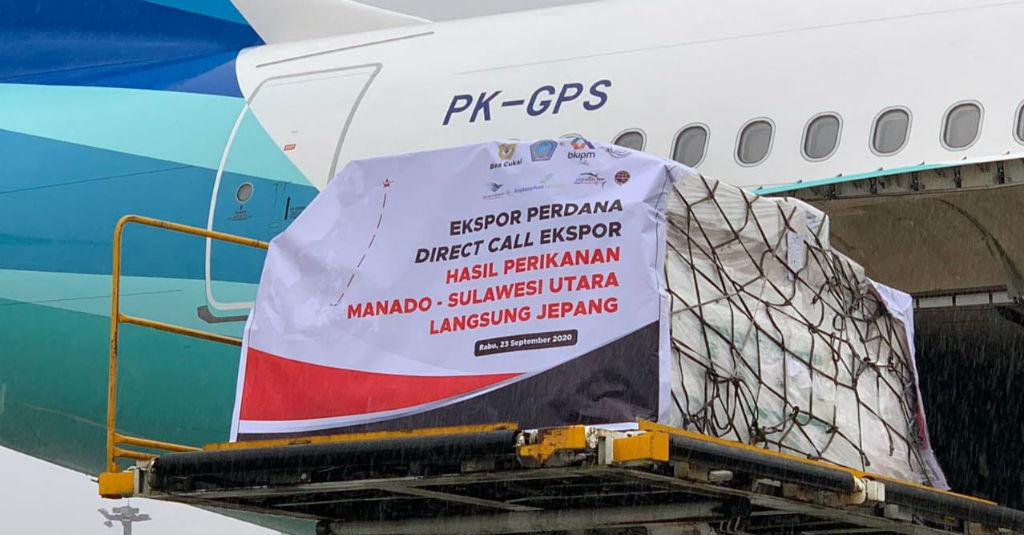 PK-GPS
Bea Cukai
bkipm
EKSPOR PERDANA
DIRECT CALL EKSPOR
HASIL PERIKANAN
MANADO - SULAWESI UTARA
LANGSUNG JEPANG
Rabu, 23 September 2020